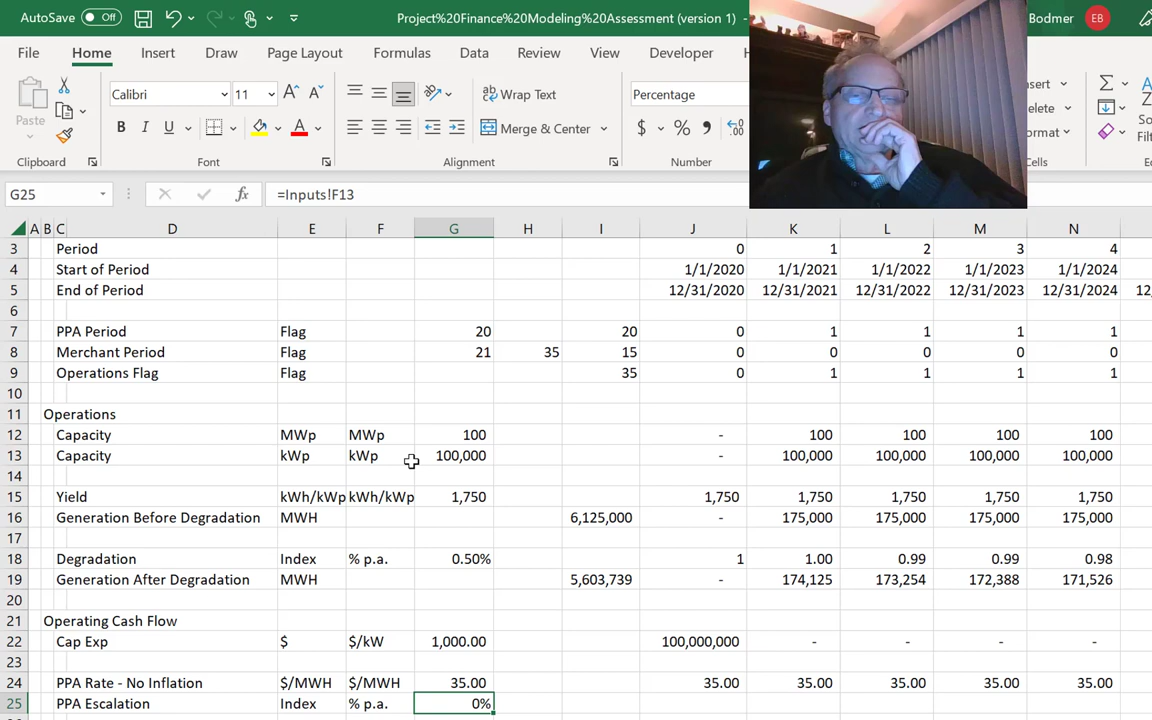 AutoSave Off Project%20Finance%20Modeling%20Assessment (version 1) - Bodmer EB
File Home Insert Draw Page Layout Formulas Data Review View Developer
Paste Calibri 11 A A Wrap Text Percentage Insert
B I U A Merge & Center $ % Delete
Clipboard Font Alignment Number Cells
G25 fx =Inputs!F13
A B C D E F G H I J K L M N
3 Period 0 1 2 3 4
4 Start of Period 1/1/2020 1/1/2021 1/1/2022 1/1/2023 1/1/2024
5 End of Period 12/31/2020 12/31/2021 12/31/2022 12/31/2023 12/31/2024 12
6
7 PPA Period Flag 20 20 0 1 1 1 1
8 Merchant Period Flag 21 35 15 0 0 0 0 0
9 Operations Flag Flag 35 0 1 1 1 1
10
11 Operations
12 Capacity MWp MWp 100 - 100 100 100 100
13 Capacity kWp kWp 100,000 - 100,000 100,000 100,000 100,000
14
15 Yield kWh/kWp kWh/kWp 1,750 1,750 1,750 1,750 1,750 1,750
16 Generation Before Degradation MWH 6,125,000 - 175,000 175,000 175,000 175,000
17
18 Degradation Index % p.a. 0.50% 1 1.00 0.99 0.99 0.98
19 Generation After Degradation MWH 5,603,739 - 174,125 173,254 172,388 171,526
20
21 Operating Cash Flow
22 Cap Exp $ $/kW 1,000.00 100,000,000 - - - -
23
24 PPA Rate - No Inflation $/MWH $/MWH 35.00 35.00 35.00 35.00 35.00 35.00
25 PPA Escalation Index % p.a. 0%